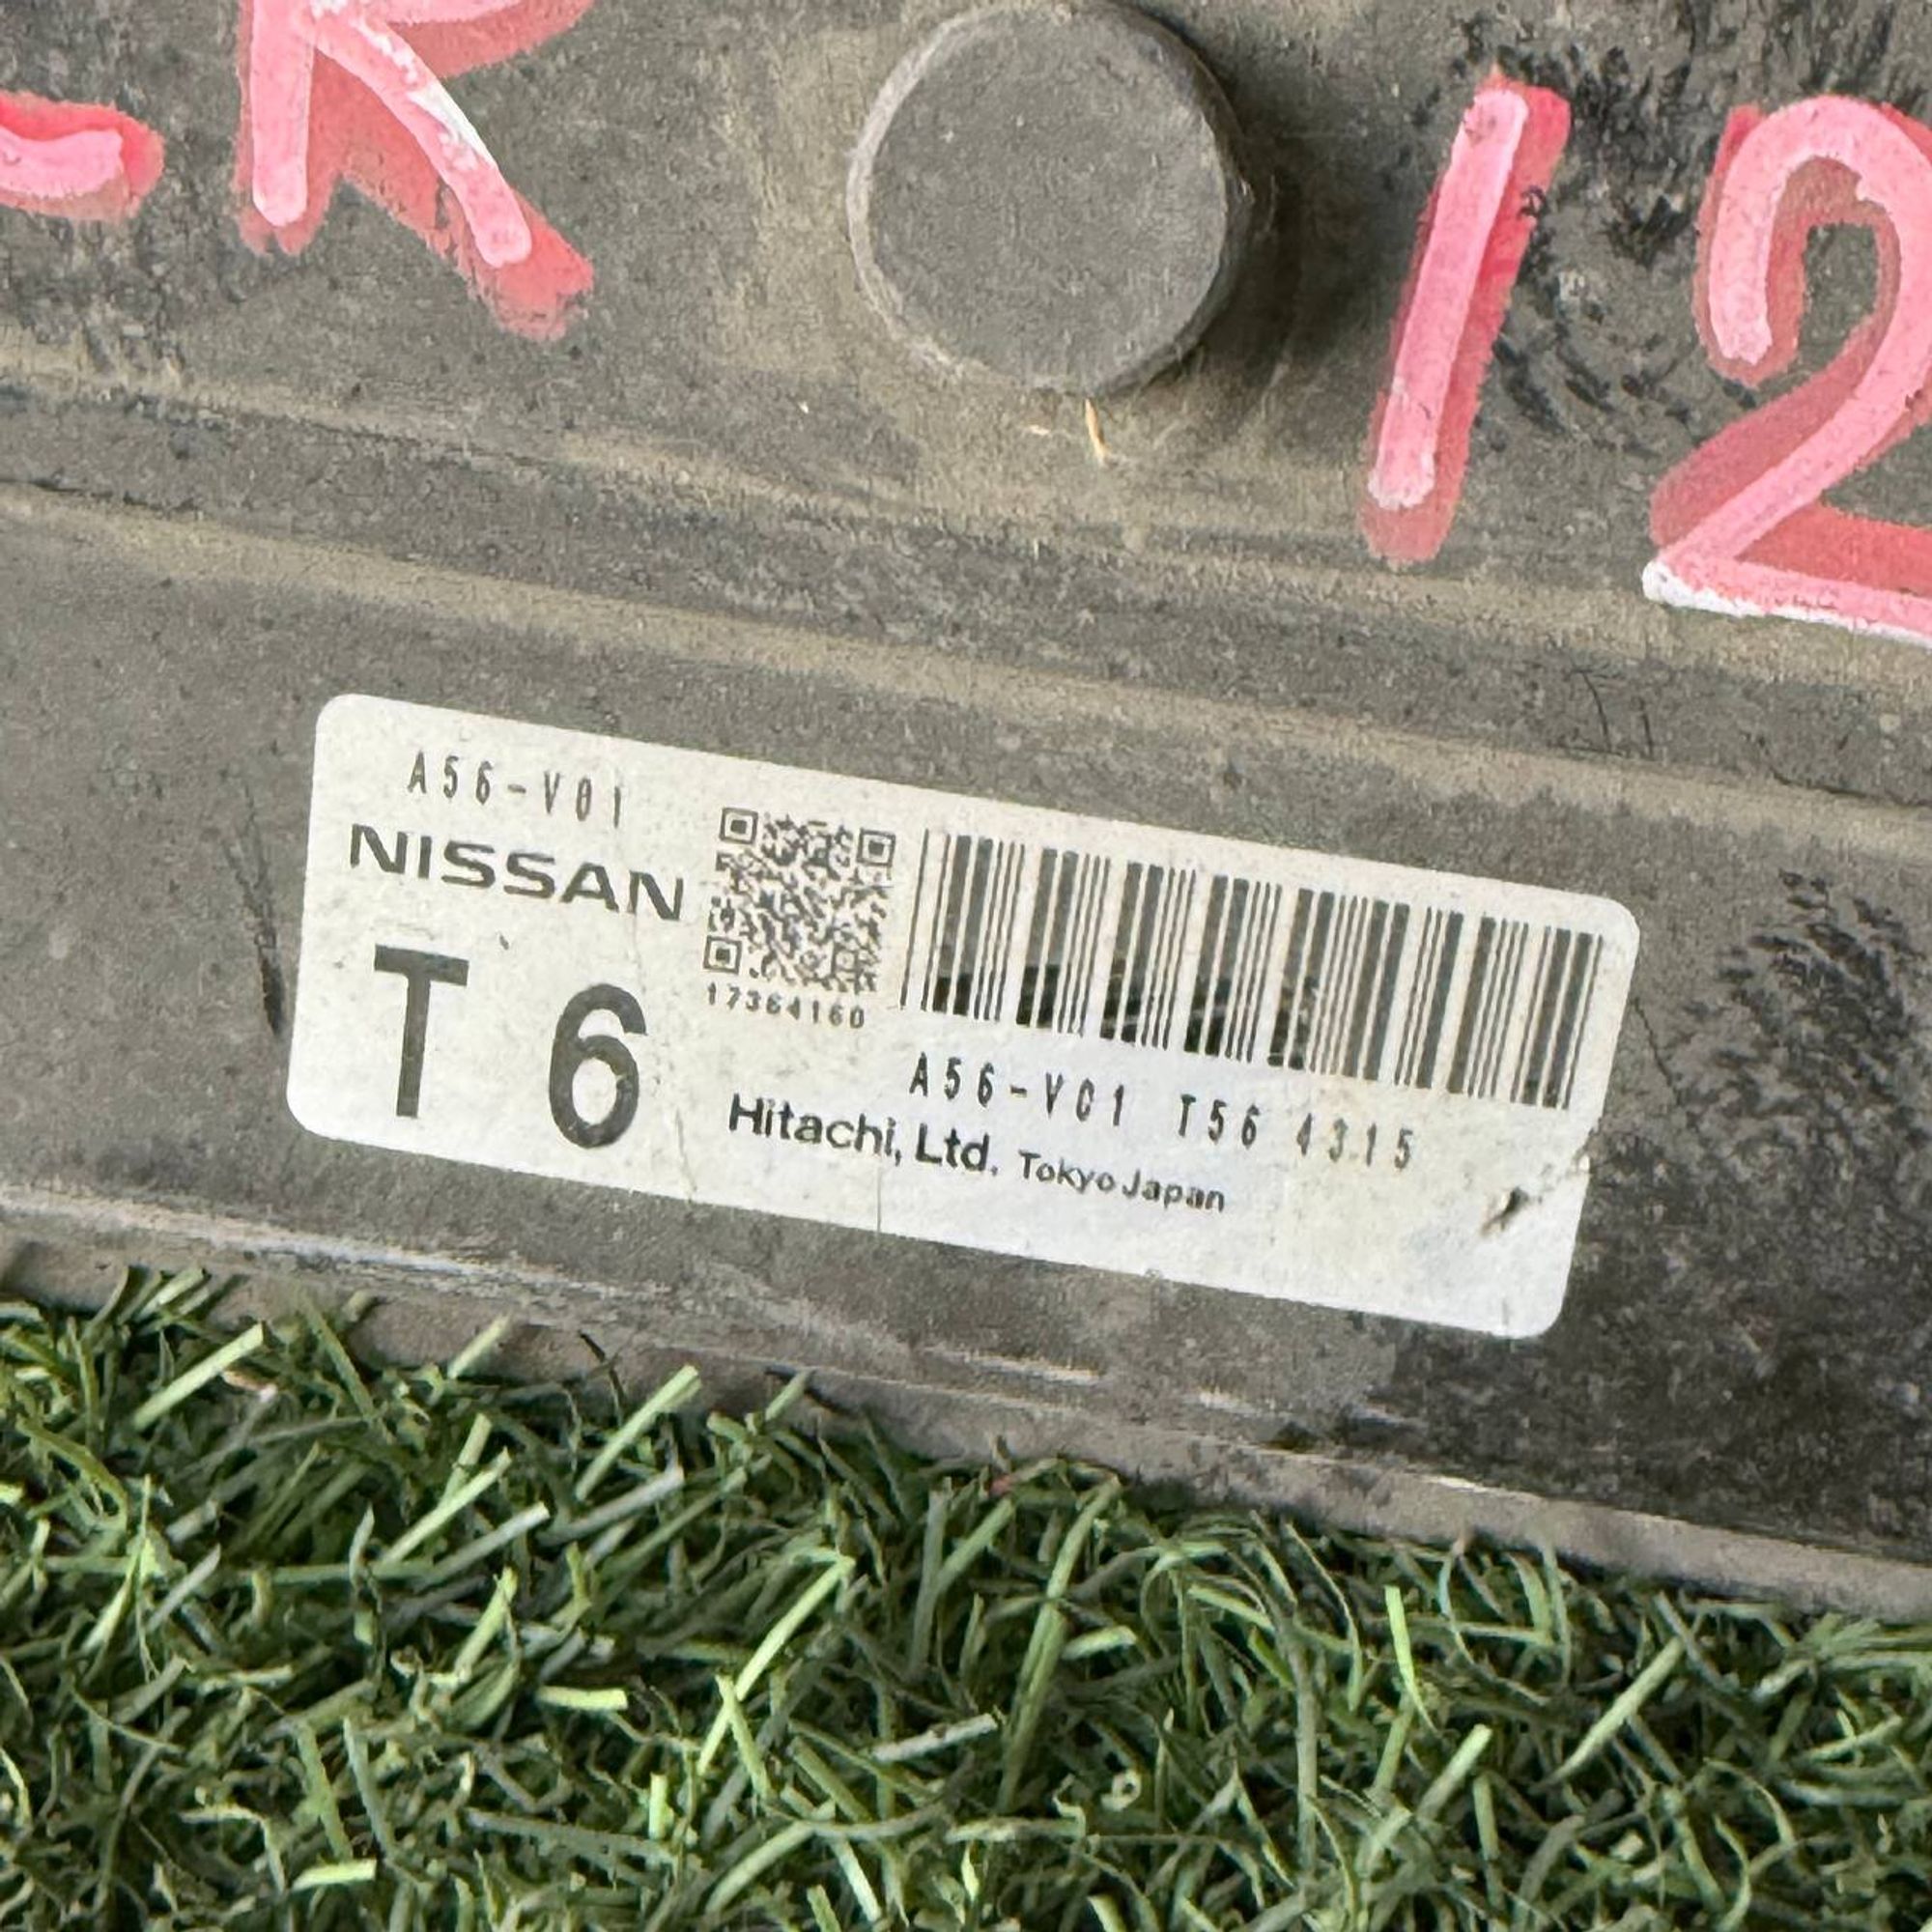 R 12
A56-V01
NISSAN
T 6
17364160
A56-V01 T56 4315
Hitachi, Ltd. Tokyo Japan